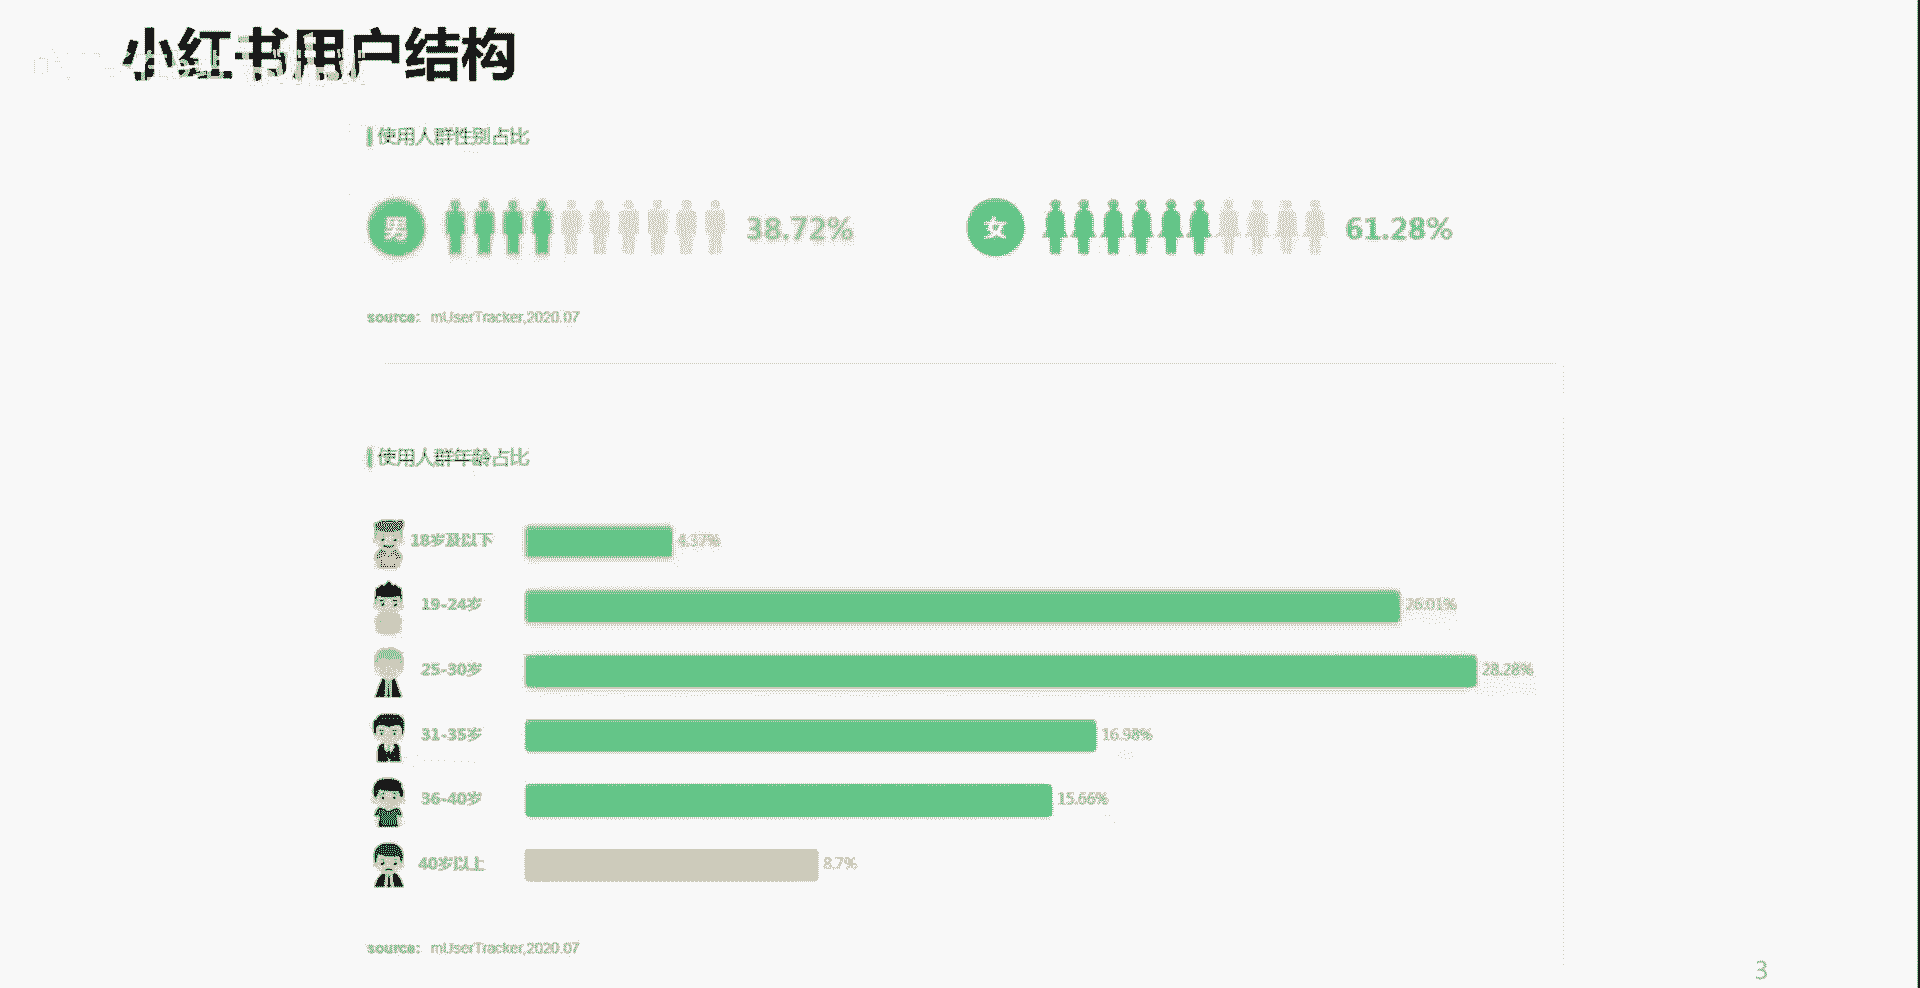 小红书用户结构
使用人群性别占比
男 38.72% 女 61.28%
source: mUserTracker,2020.07
使用人群年龄占比
18岁及以下 4.37%
19-24岁 26.01%
25-30岁 28.28%
31-35岁 16.98%
36-40岁 15.66%
40岁以上 8.7%
source: mUserTracker,2020.07
3